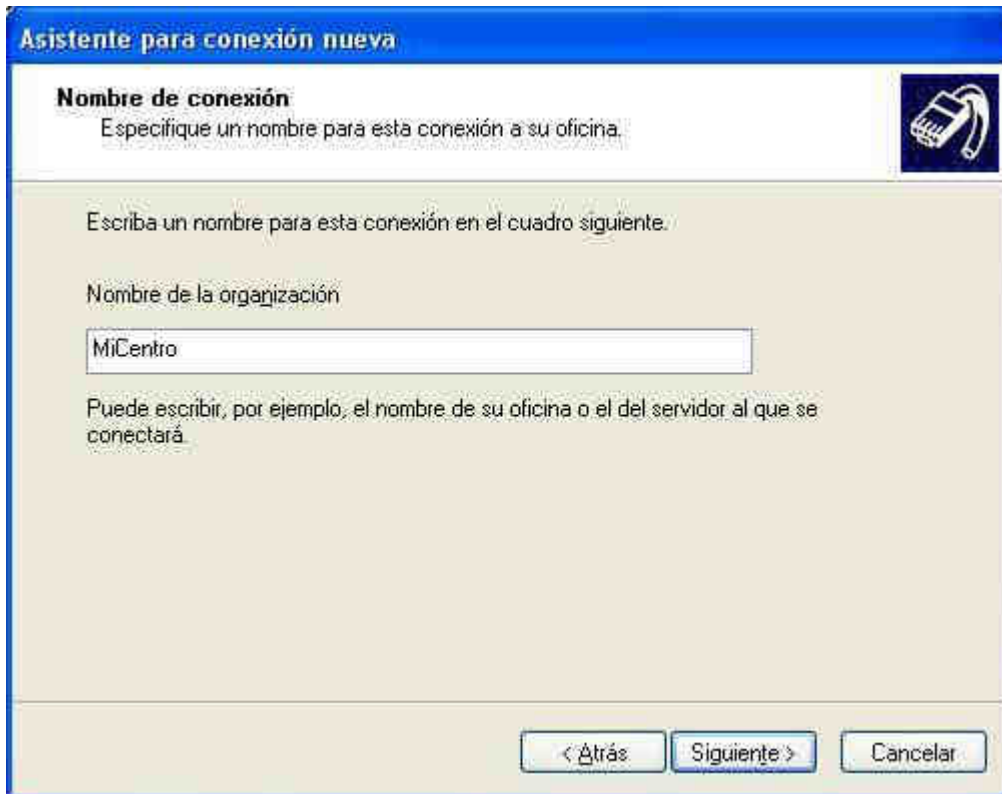 Asistente para conexión nueva
Nombre de conexión
Especifique un nombre para esta conexión a su oficina.
Escriba un nombre para esta conexión en el cuadro siguiente.
Nombre de la organización
MiCentro
Puede escribir, por ejemplo, el nombre de su oficina o el del servidor al que se
conectará.
< Atrás Siguiente > Cancelar